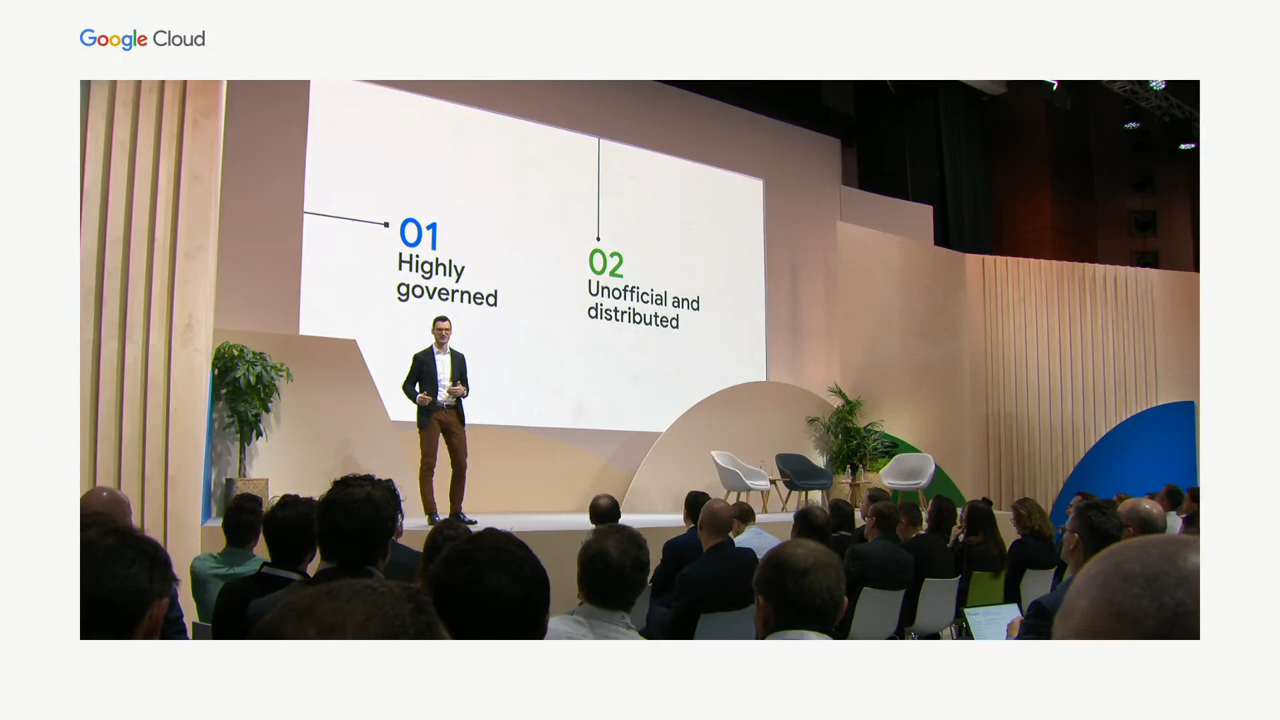 Google Cloud
01
Highly
governed
02
Unofficial and
distributed